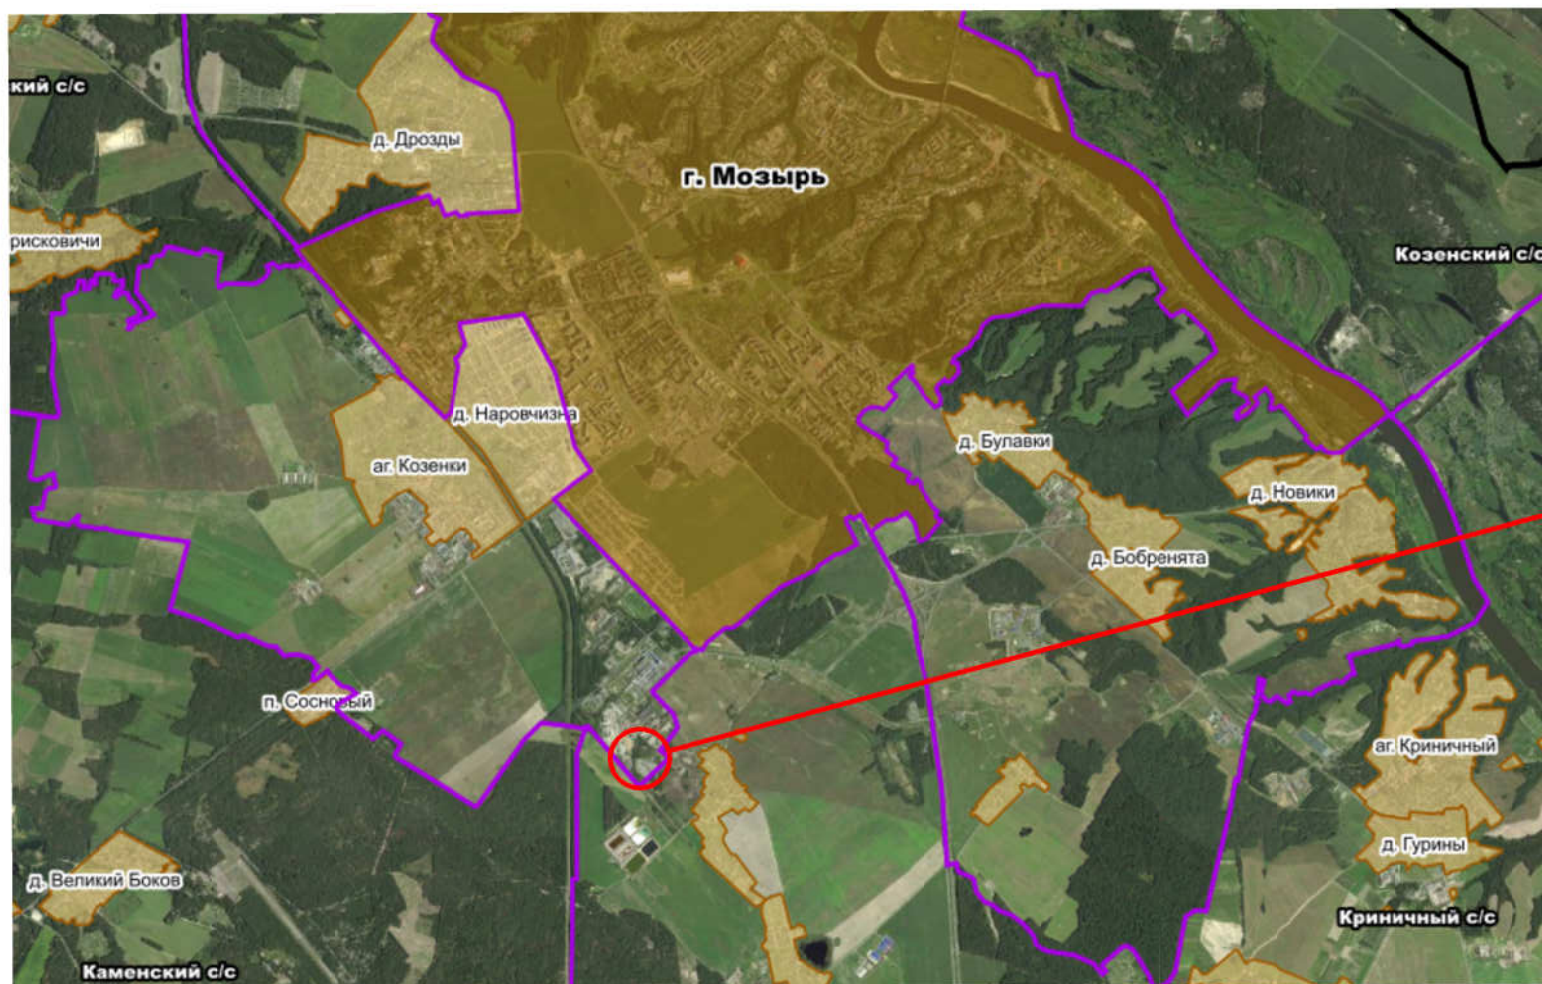 кий с/с
д. Дрозды
г. Мозырь
рисковичи
Козенский с/с
д. Наровчизна
д. Булавки
аг. Козенки
д. Новики
д. Бобренята
п. Сосновый
аг. Криничный
д. Гурины
д. Великий Боков
Криничный с/с
Каменский с/с